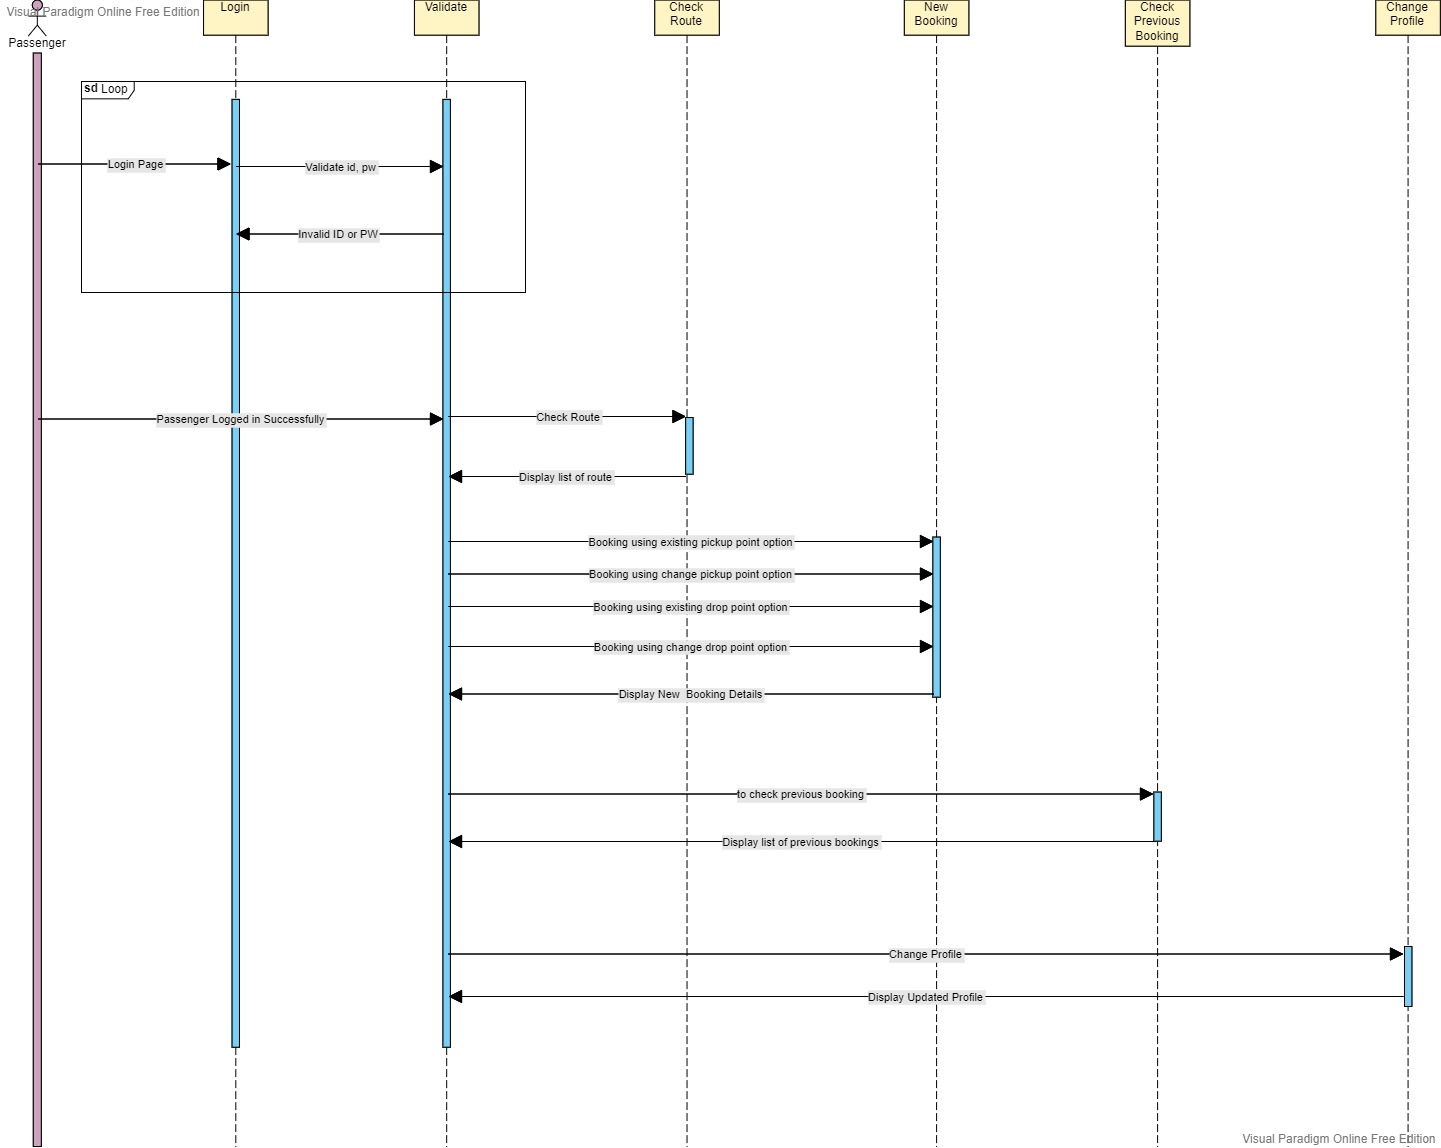 Visual Paradigm Online Free Edition
Passenger
Login
Validate
Check
Route
New
Booking
Check
Previous
Booking
Change
Profile
sd Loop
Login Page
Validate id, pw
Invalid ID or PW
Passenger Logged in Successfully
Check Route
Display list of route
Booking using existing pickup point option
Booking using change pickup point option
Booking using existing drop point option
Booking using change drop point option
Display New  Booking Details
to check previous booking
Display list of previous bookings
Change Profile
Display Updated Profile
Visual Paradigm Online Free Edition